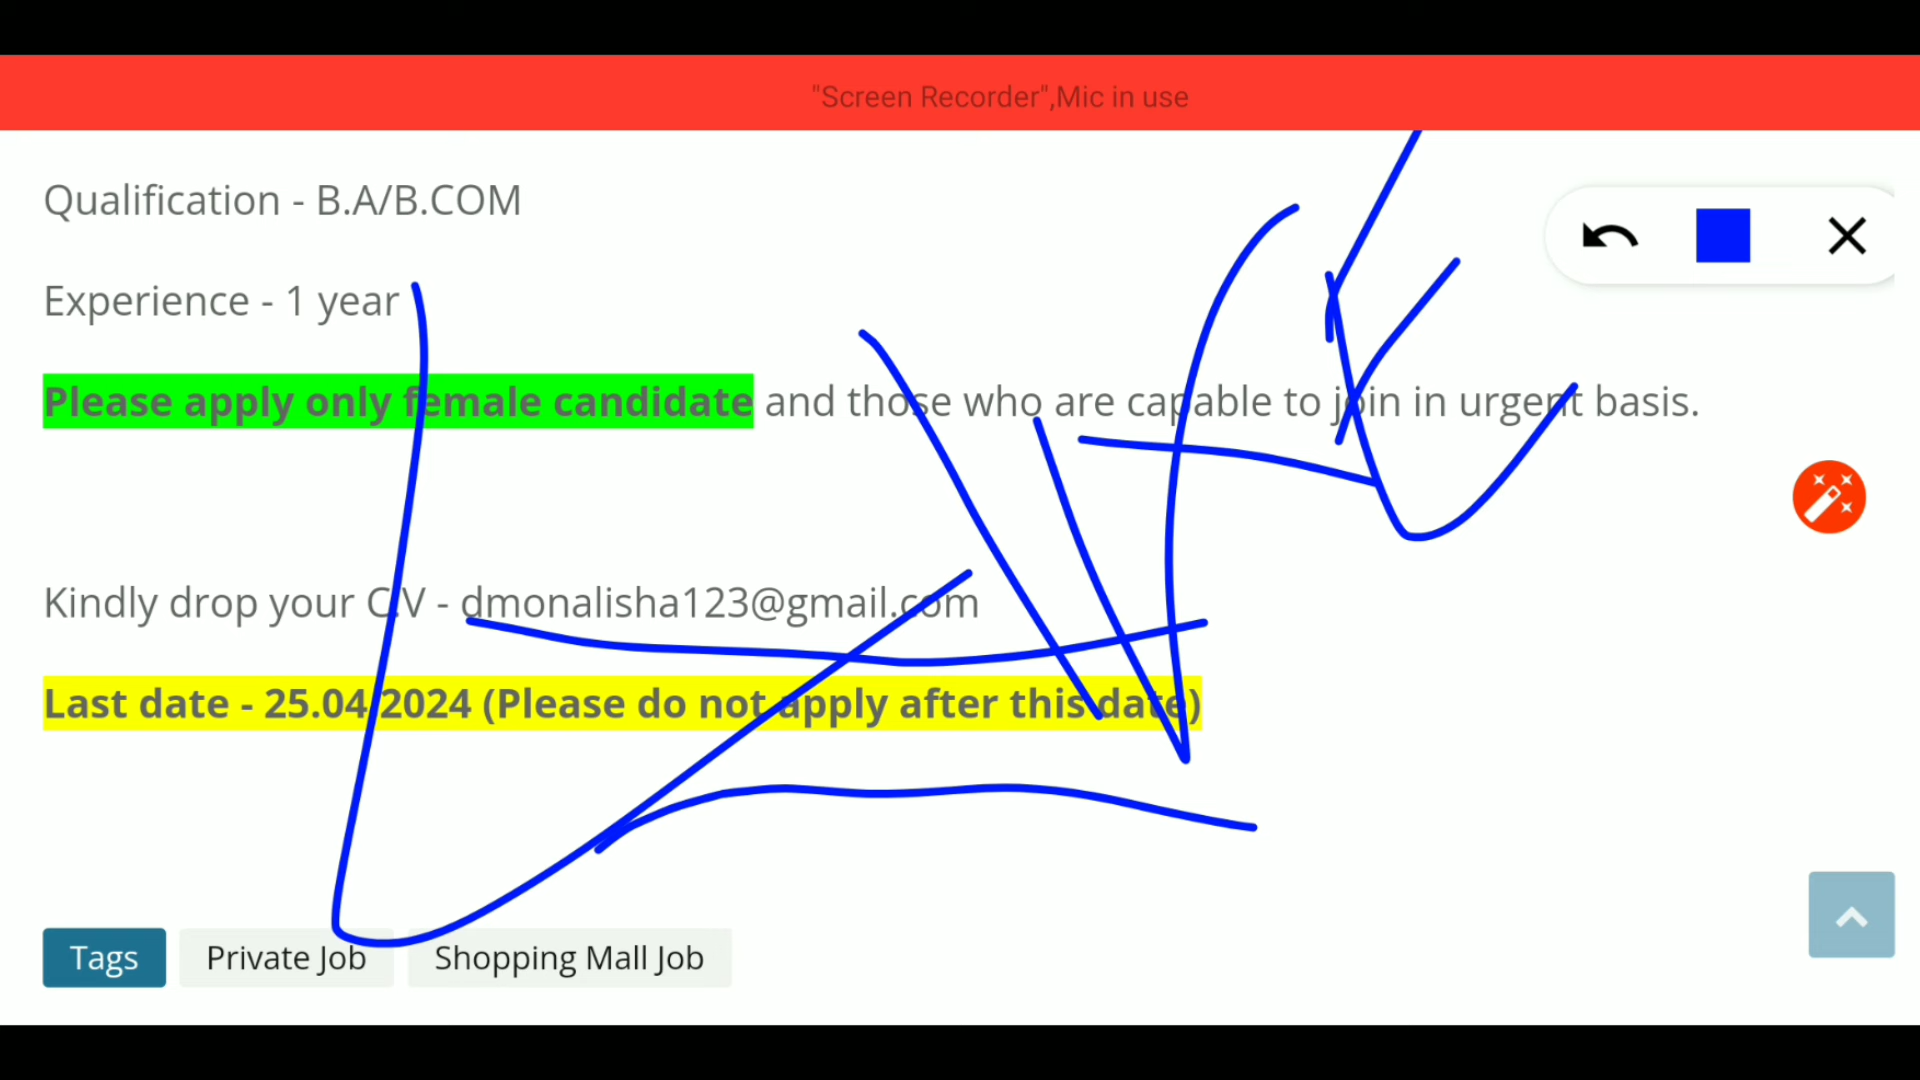 "Screen Recorder",Mic in use
Qualification - B.A/B.COM
Experience - 1 year
Please apply only female candidate and those who are capable to join in urgent basis.
Kindly drop your C.V - dmonalisha123@gmail.com
Last date - 25.04.2024 (Please do not apply after this date)
Tags Private Job Shopping Mall Job